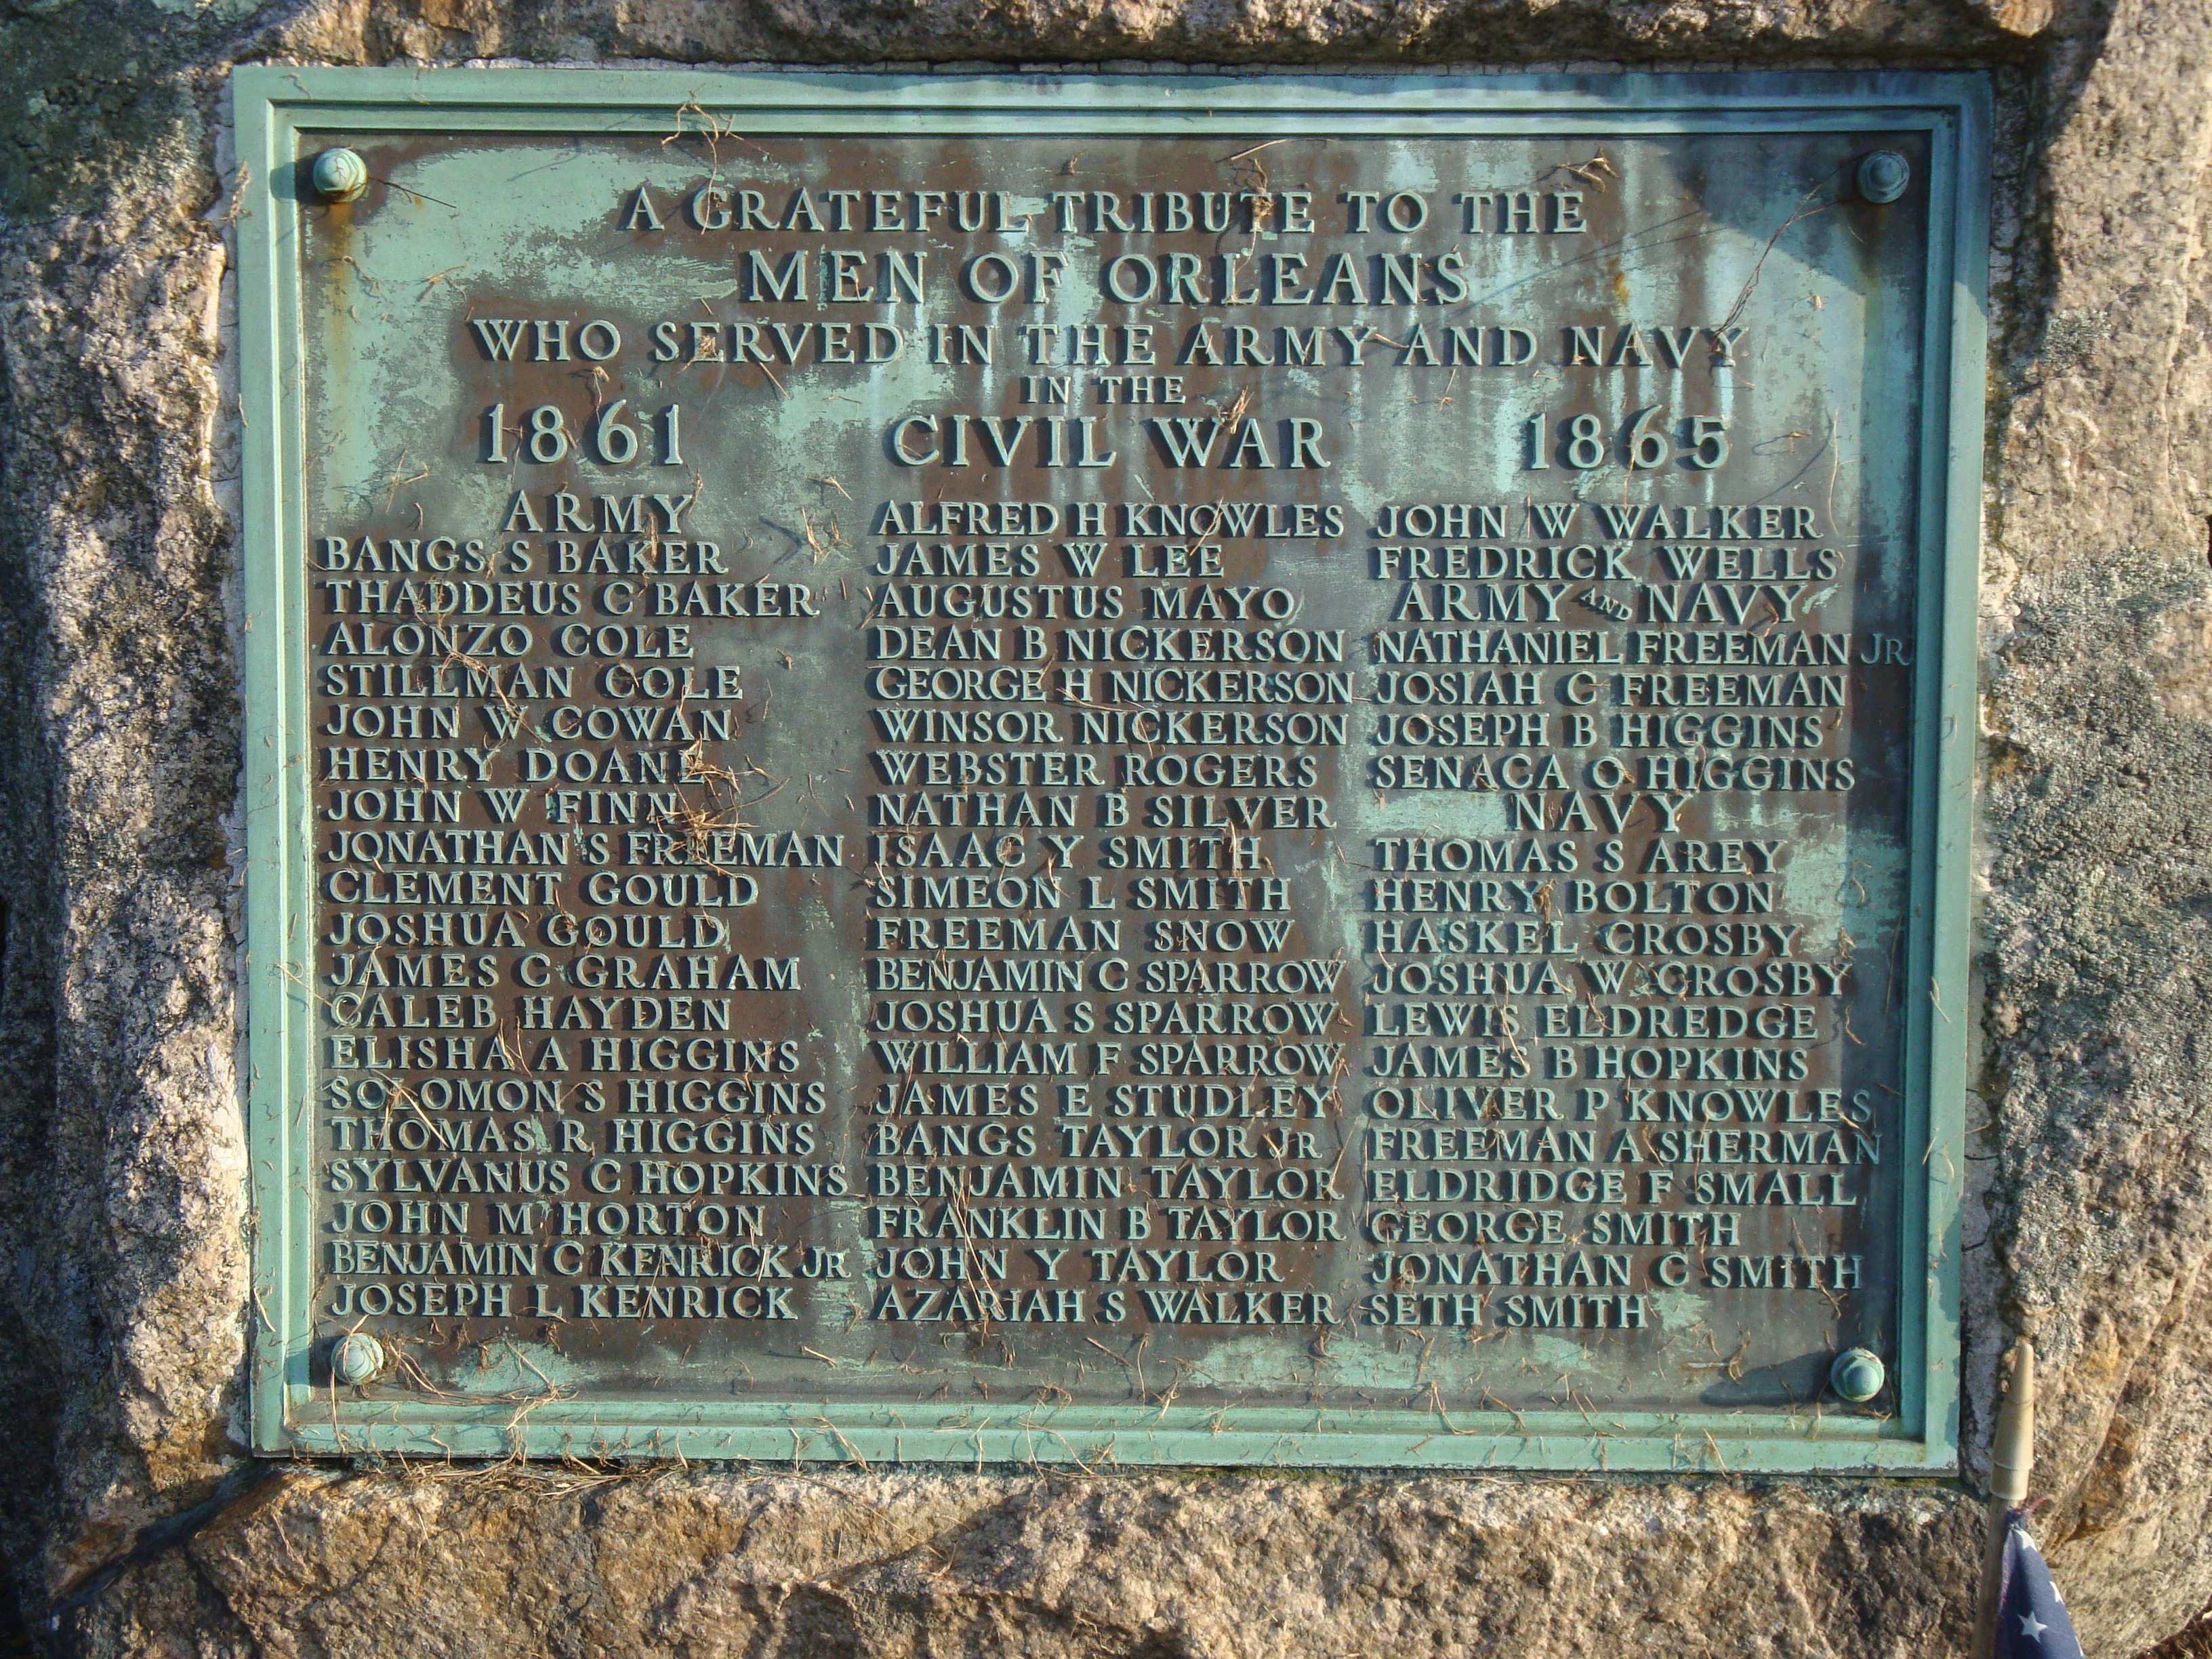 A GRATEFUL TRIBUTE TO THE
MEN OF ORLEANS
WHO SERVED IN THE ARMY AND NAVY
IN THE
1861 CIVIL WAR 1865
ARMY
BANGS S BAKER
THADDEUS C BAKER
ALONZO COLE
STILLMAN COLE
JOHN W COWAN
HENRY DOANE
JOHN W FINN
JONATHAN S FREEMAN
CLEMENT GOULD
JOSHUA GOULD
JAMES C GRAHAM
CALEB HAYDEN
ELISHA A HIGGINS
SOLOMON S HIGGINS
THOMAS R HIGGINS
SYLVANUS C HOPKINS
JOHN M HORTON
BENJAMIN C KENRICK JR
JOSEPH L KENRICK
ALFRED H KNOWLES
JAMES W LEE
AUGUSTUS MAYO
DEAN B NICKERSON
GEORGE H NICKERSON
WINSOR NICKERSON
WEBSTER ROGERS
NATHAN B SILVER
ISAAC Y SMITH
SIMEON L SMITH
FREEMAN SNOW
BENJAMIN C SPARROW
JOSHUA S SPARROW
WILLIAM F SPARROW
JAMES E STUDLEY
BANGS TAYLOR JR
BENJAMIN TAYLOR
FRANKLIN B TAYLOR
JOHN Y TAYLOR
AZARIAH S WALKER
JOHN W WALKER
FREDRICK WELLS
ARMY AND NAVY
NATHANIEL FREEMAN JR
JOSIAH C FREEMAN
JOSEPH B HIGGINS
SENACA O HIGGINS
NAVY
THOMAS S AREY
HENRY BOLTON
HASKEL CROSBY
JOSHUA W CROSBY
LEWIS ELDREDGE
JAMES B HOPKINS
OLIVER P KNOWLES
FREEMAN A SHERMAN
ELDRIDGE F SMALL
GEORGE SMITH
JONATHAN C SMITH
SETH SMITH